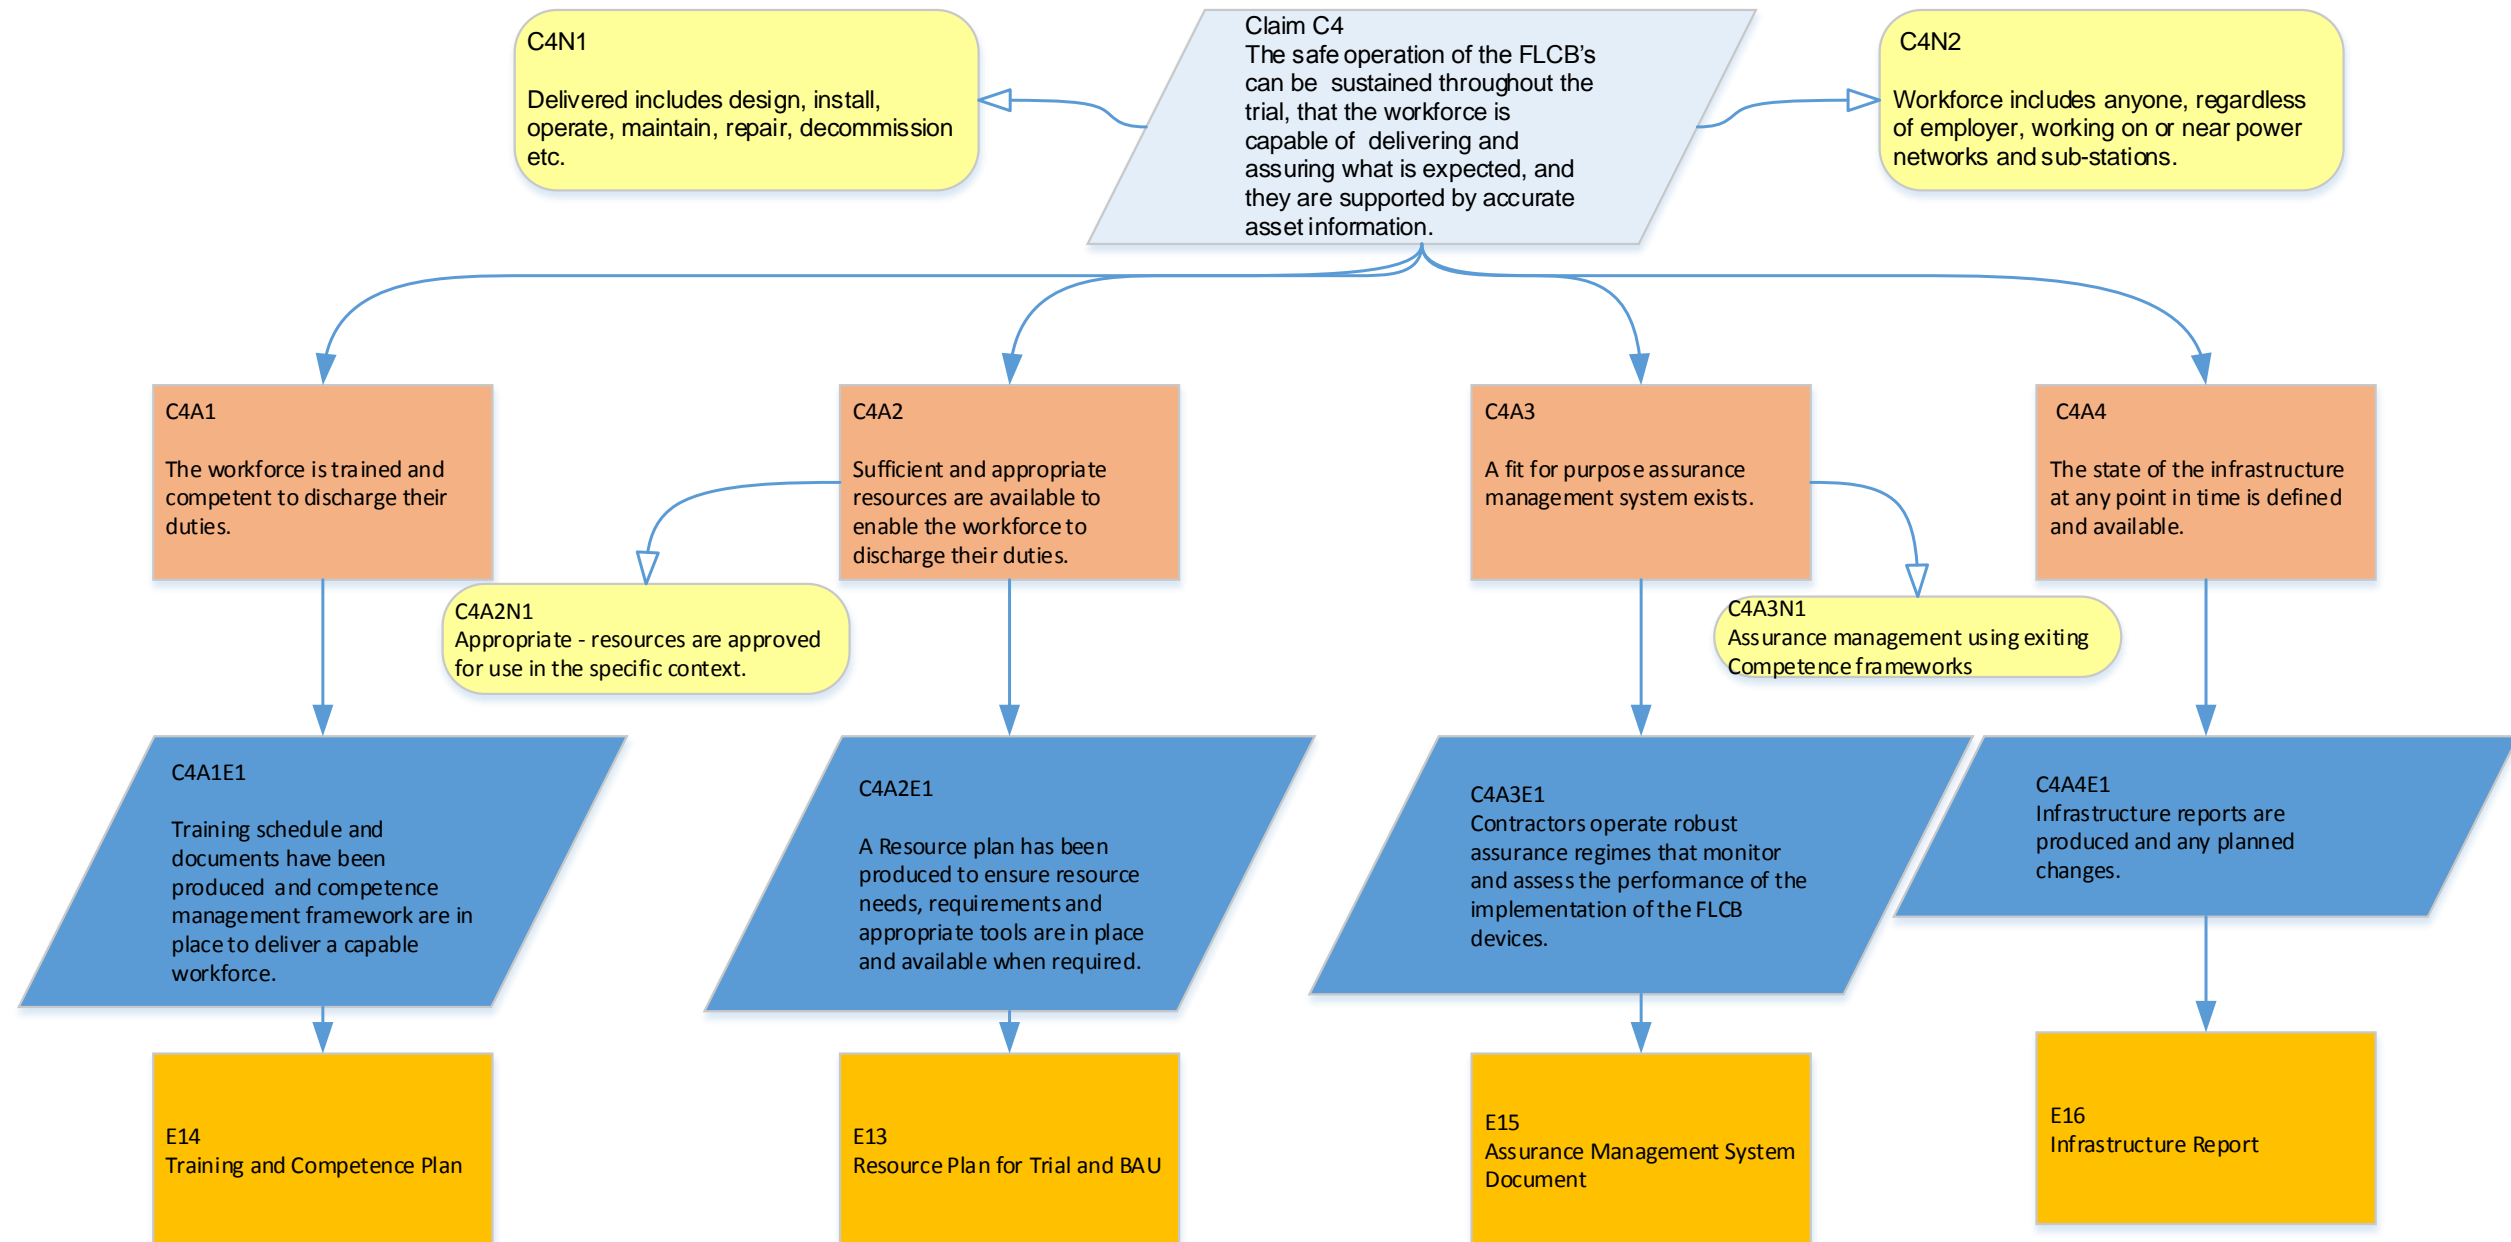 C4N1
Delivered includes design, install,
operate, maintain, repair, decommission
etc.
Claim C4
The safe operation of the FLCB's
can be sustained throughout the
trial, that the workforce is
capable of delivering and
assuring what is expected, and
they are supported by accurate
asset information.
C4N2
Workforce includes anyone, regardless
of employer, working on or near power
networks and sub-stations.
C4A1
The workforce is trained and
competent to discharge their
duties.
C4A2
Sufficient and appropriate
resources are available to
enable the workforce to
discharge their duties.
C4A3
A fit for purpose assurance
management system exists.
C4A4
The state of the infrastructure
at any point in time is defined
and available.
C4A2N1
Appropriate - resources are approved
for use in the specific context.
C4A3N1
Assurance management using exiting
Competence frameworks
C4A1E1
Training schedule and
documents have been
produced and competence
management framework are in
place to deliver a capable
workforce.
C4A2E1
A Resource plan has been
produced to ensure resource
needs, requirements and
appropriate tools are in place
and available when required.
C4A3E1
Contractors operate robust
assurance regimes that monitor
and assess the performance of the
implementation of the FLCB
devices.
C4A4E1
Infrastructure reports are
produced and any planned
changes.
E14
Training and Competence Plan
E13
Resource Plan for Trial and BAU
E15
Assurance Management System
Document
E16
Infrastructure Report